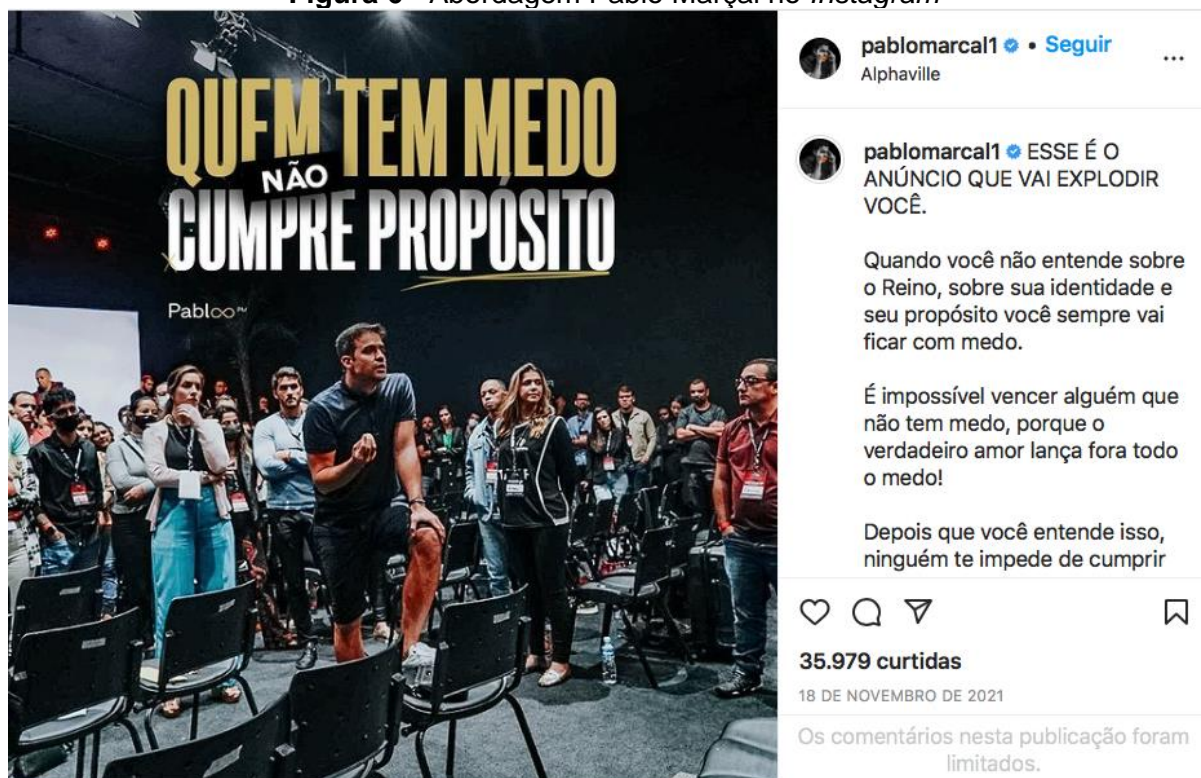 Abordagem Pablo Marçal no Instagram
QUEM TEM MEDO
NÃO
CUMPRE PROPÓSITO
Pabloo™
pablomarcal1 • Seguir
Alphaville
pablomarcal1 ESSE É O
ANÚNCIO QUE VAI EXPLODIR
VOCÊ.
Quando você não entende sobre
o Reino, sobre sua identidade e
seu propósito você sempre vai
ficar com medo.
É impossível vencer alguém que
não tem medo, porque o
verdadeiro amor lança fora todo
o medo!
Depois que você entende isso,
ninguém te impede de cumprir
35.979 curtidas
18 DE NOVEMBRO DE 2021
Os comentários nesta publicação foram
limitados.